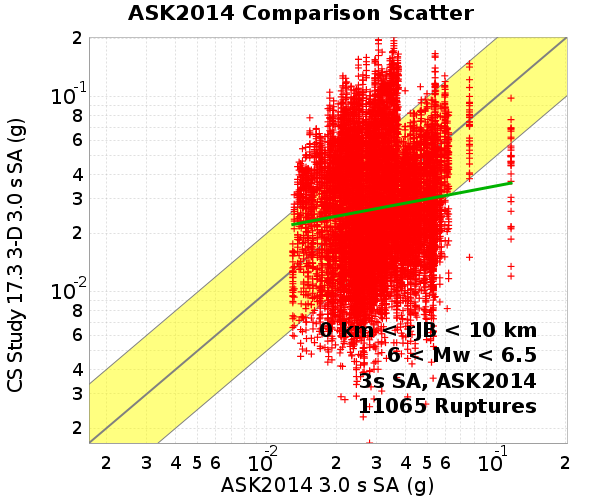 ASK2014 Comparison Scatter
CS Study 17.3 3-D 3.0 s SA (g)
2
10-1
8
6
4
3
2
10-2
8
6
4
3
2
0 km < rJB < 10 km
6 < Mw < 6.5
3s SA, ASK2014
11065 Ruptures
2 3 4 5 6 10-2 2 3 4 5 6 10-1 2
ASK2014 3.0 s SA (g)